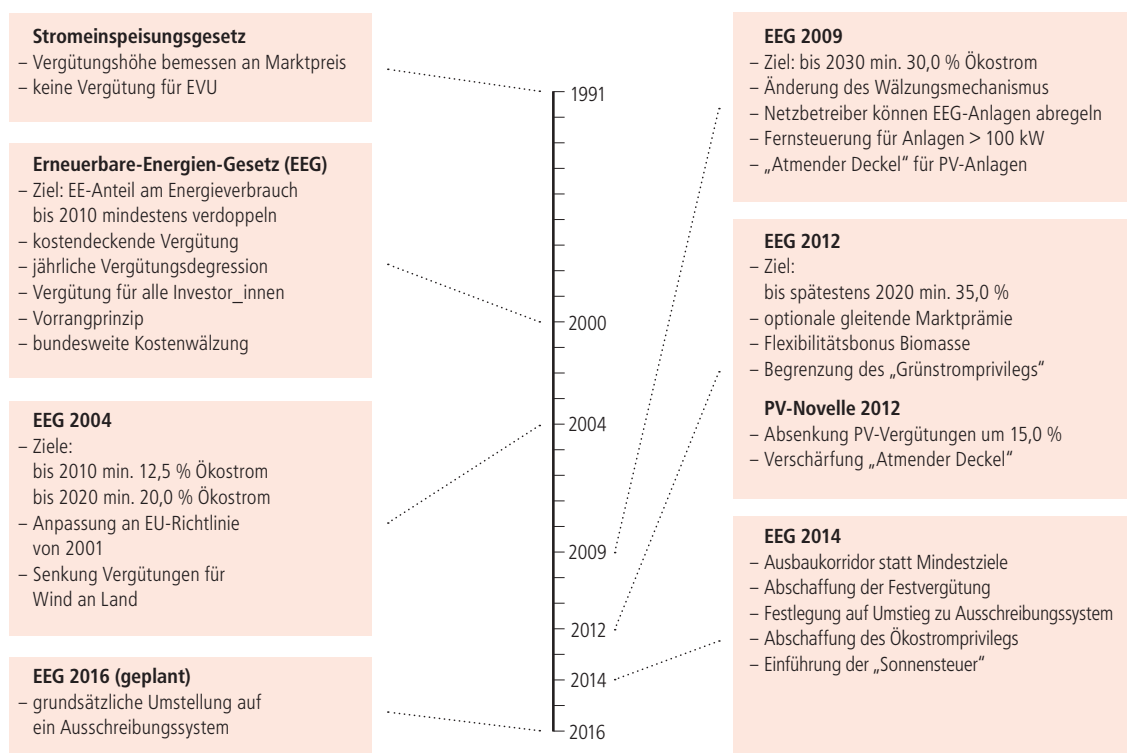 Stromeinspeisungsgesetz
– Vergütungshöhe bemessen an Marktpreis
– keine Vergütung für EVU
Erneuerbare-Energien-Gesetz (EEG)
– Ziel: EE-Anteil am Energieverbrauch
bis 2010 mindestens verdoppeln
– kostendeckende Vergütung
– jährliche Vergütungsdegression
– Vergütung für alle Investor_innen
– Vorrangprinzip
– bundesweite Kostenwälzung
EEG 2004
– Ziele:
bis 2010 min. 12,5 % Ökostrom
bis 2020 min. 20,0 % Ökostrom
– Anpassung an EU-Richtlinie
von 2001
– Senkung Vergütungen für
Wind an Land
EEG 2016 (geplant)
– grundsätzliche Umstellung auf
ein Ausschreibungssystem
1991
2000
2004
2009
2012
2014
2016
EEG 2009
– Ziel: bis 2030 min. 30,0 % Ökostrom
– Änderung des Wälzungsmechanismus
– Netzbetreiber können EEG-Anlagen abregeln
– Fernsteuerung für Anlagen > 100 kW
– „Atmender Deckel“ für PV-Anlagen
EEG 2012
– Ziel:
bis spätestens 2020 min. 35,0 %
– optionale gleitende Marktprämie
– Flexibilitätsbonus Biomasse
– Begrenzung des „Grünstromprivilegs“
PV-Novelle 2012
– Absenkung PV-Vergütungen um 15,0 %
– Verschärfung „Atmender Deckel“
EEG 2014
– Ausbaukorridor statt Mindestziele
– Abschaffung der Festvergütung
– Festlegung auf Umstieg zu Ausschreibungssystem
– Abschaffung des Ökostromprivilegs
– Einführung der „Sonnensteuer“